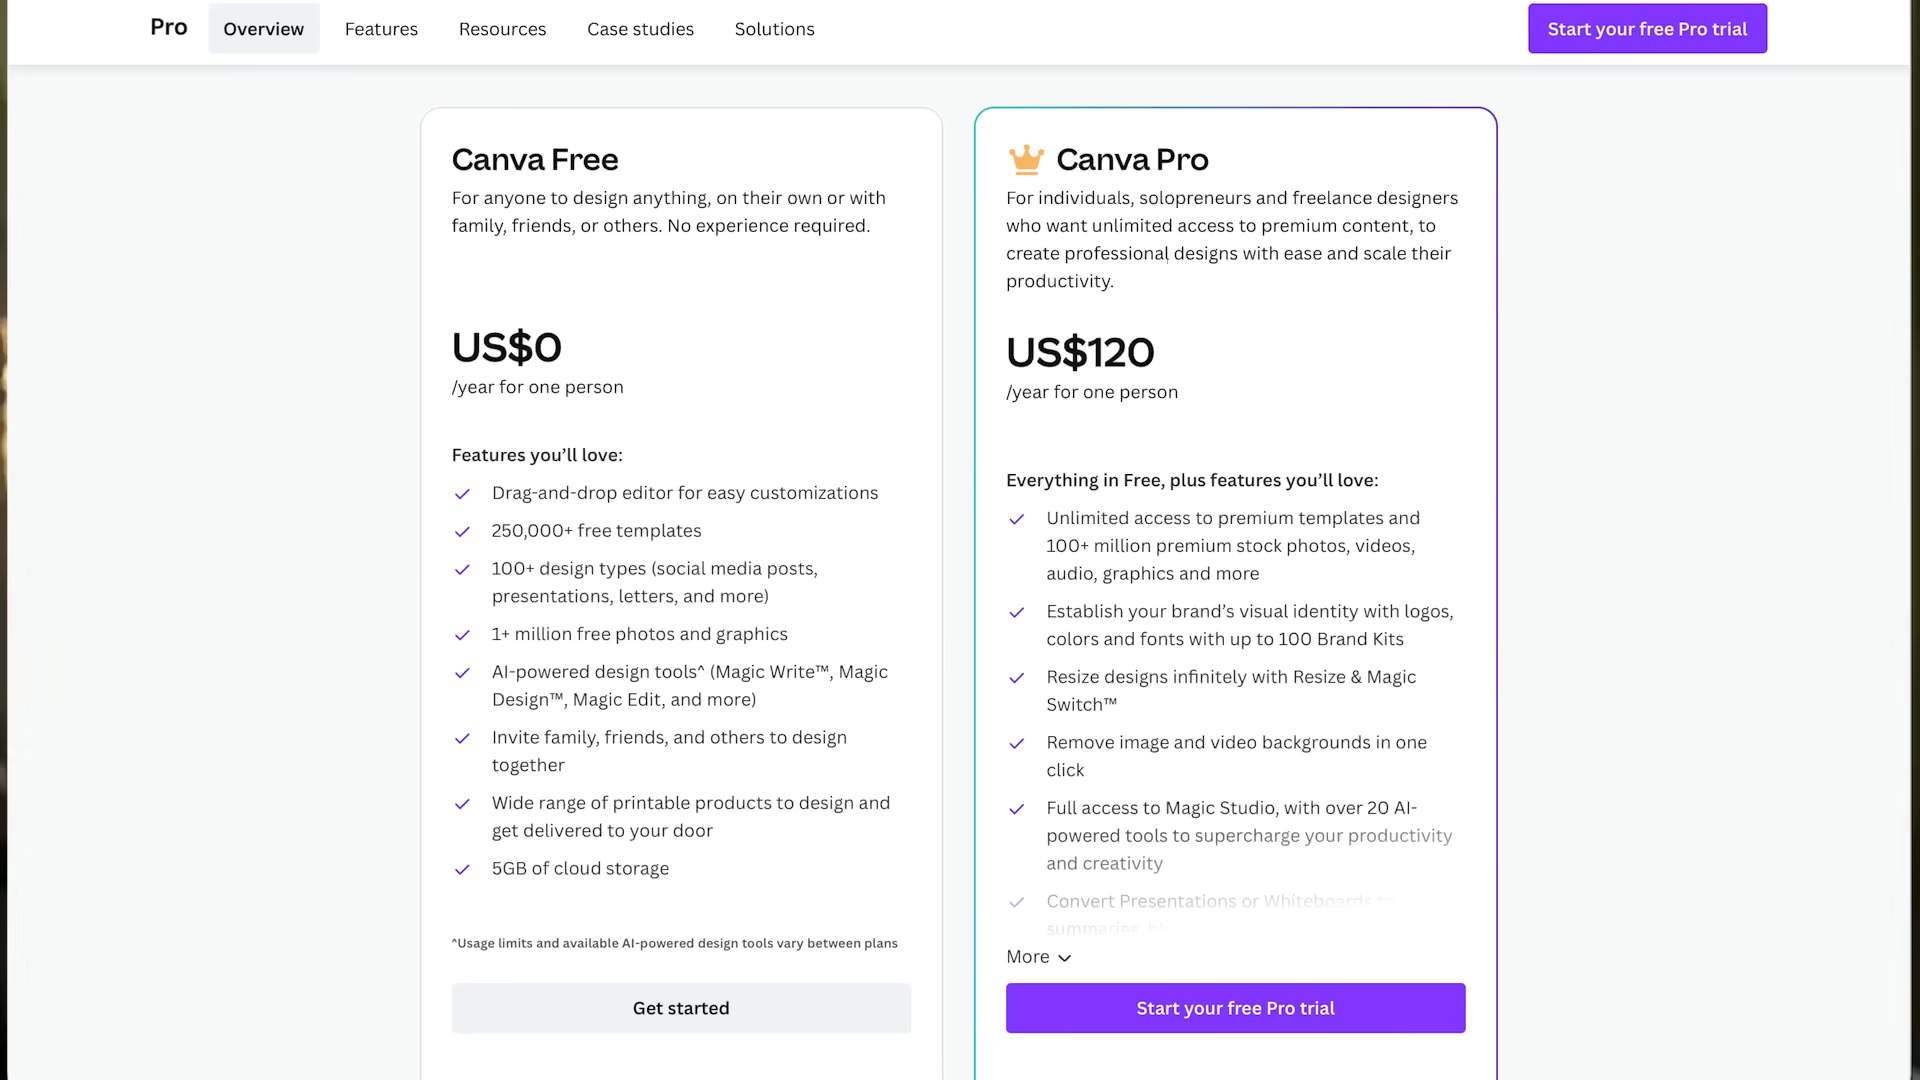 Pro
Overview
Features
Resources
Case studies
Solutions
Start your free Pro trial
Canva Free
For anyone to design anything, on their own or with
family, friends, or others. No experience required.
US$0
/year for one person
Features you’ll love:
Drag-and-drop editor for easy customizations
250,000+ free templates
100+ design types (social media posts,
presentations, letters, and more)
1+ million free photos and graphics
AI-powered design tools^ (Magic Write™, Magic
Design™, Magic Edit, and more)
Invite family, friends, and others to design
together
Wide range of printable products to design and
get delivered to your door
5GB of cloud storage
^Usage limits and available AI-powered design tools vary between plans
Get started
Canva Pro
For individuals, solopreneurs and freelance designers
who want unlimited access to premium content, to
create professional designs with ease and scale their
productivity.
US$120
/year for one person
Everything in Free, plus features you’ll love:
Unlimited access to premium templates and
100+ million premium stock photos, videos,
audio, graphics and more
Establish your brand’s visual identity with logos,
colors and fonts with up to 100 Brand Kits
Resize designs infinitely with Resize & Magic
Switch™
Remove image and video backgrounds in one
click
Full access to Magic Studio, with over 20 AI-
powered tools to supercharge your productivity
and creativity
Convert Presentations or Whiteboards to
summaries,
More
Start your free Pro trial